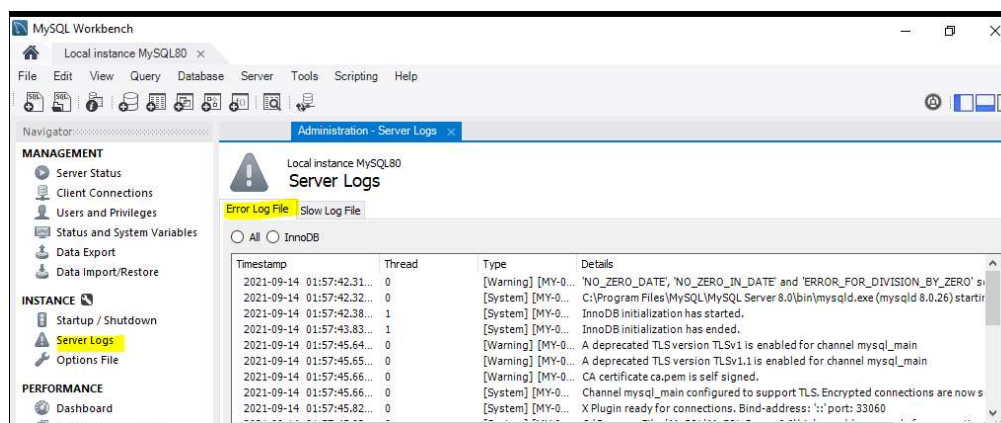 MySQL Workbench
Local instance MySQL80
File Edit View Query Database Server Tools Scripting Help
Navigator
Administration - Server Logs
MANAGEMENT
Server Status
Client Connections
Users and Privileges
Status and System Variables
Data Export
Data Import/Restore
INSTANCE
Startup / Shutdown
Server Logs
Options File
PERFORMANCE
Dashboard
Local instance MySQL80
Server Logs
Error Log File Slow Log File
All InnoDB
Timestamp Thread Type Details
2021-09-14 01:57:42.31... 0 [Warning] [MY-0... 'NO_ZERO_DATE', 'NO_ZERO_IN_DATE' and 'ERROR_FOR_DIVISION_BY_ZERO'
2021-09-14 01:57:42.32... 0 [System] [MY-0... C:\Program Files\MySQL\MySQL Server 8.0\bin\mysqld.exe (mysqld 8.0.26) startir
2021-09-14 01:57:42.38... 1 [System] [MY-0... InnoDB initialization has started.
2021-09-14 01:57:43.83... 1 [System] [MY-0... InnoDB initialization has ended.
2021-09-14 01:57:45.64... 0 [Warning] [MY-0... A deprecated TLS version TLSv1 is enabled for channel mysql_main
2021-09-14 01:57:45.65... 0 [Warning] [MY-0... A deprecated TLS version TLSv1.1 is enabled for channel mysql_main
2021-09-14 01:57:45.66... 0 [Warning] [MY-0... CA certificate ca.pem is self signed.
2021-09-14 01:57:45.66... 0 [System] [MY-0... Channel mysql_main configured to support TLS. Encrypted connections are now s
2021-09-14 01:57:45.82... 0 [System] [MY-0... X Plugin ready for connections. Bind-address: '::' port: 33060